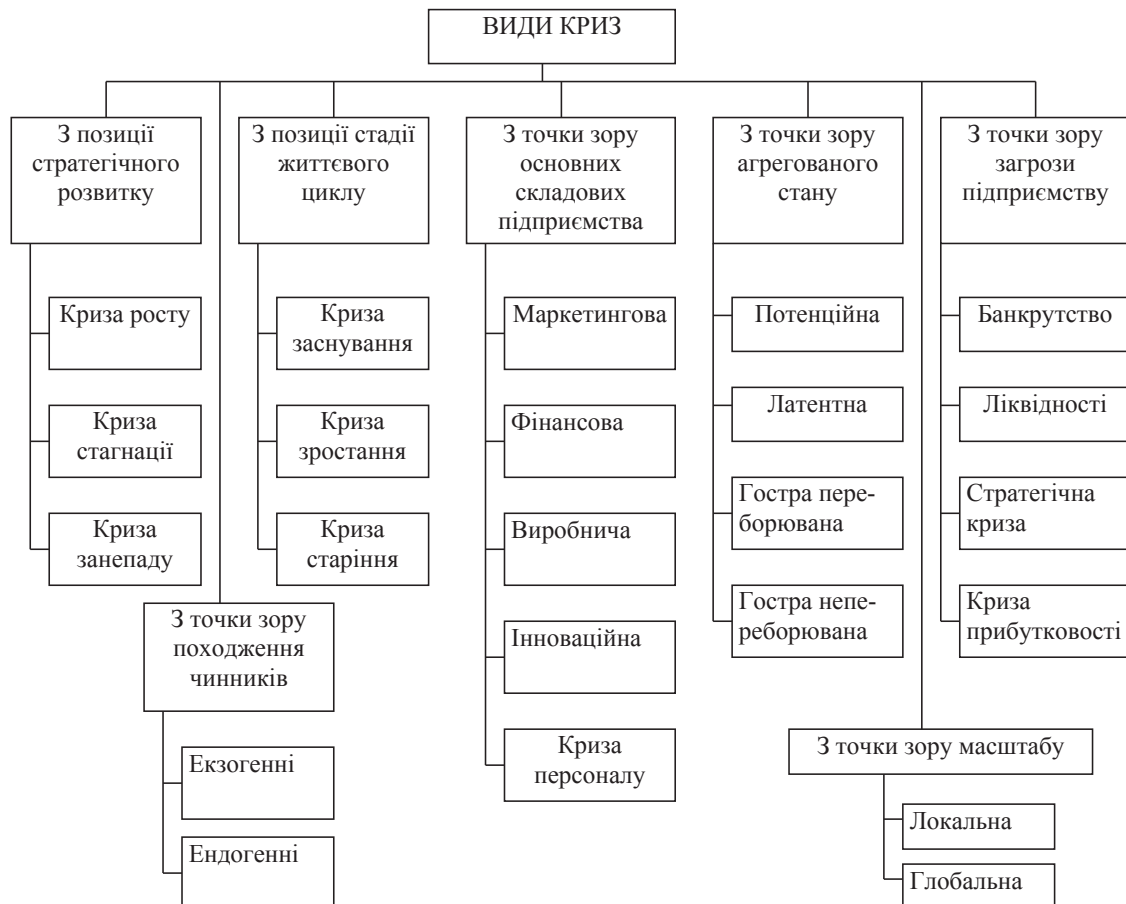 ВИДИ КРИЗ
З позиції
стратегічного
розвитку
Криза росту
Криза
стагнації
Криза
занепаду
З точки зору
походження
чинників
Екзогенні
Ендогенні
З позиції стадії
життєвого
циклу
Криза
заснування
Криза
зростання
Криза
старіння
З точки зору
основних
складових
підприємства
Маркетингова
Фінансова
Виробнича
Інноваційна
Криза
персоналу
З точки зору
агрегованого
стану
Потенційна
Латентна
Гостра пере-
борювана
Гостра непе-
реборювана
З точки зору
загрози
підприємству
Банкрутство
Ліквідності
Стратегічна
криза
Криза
прибутковості
З точки зору масштабу
Локальна
Глобальна